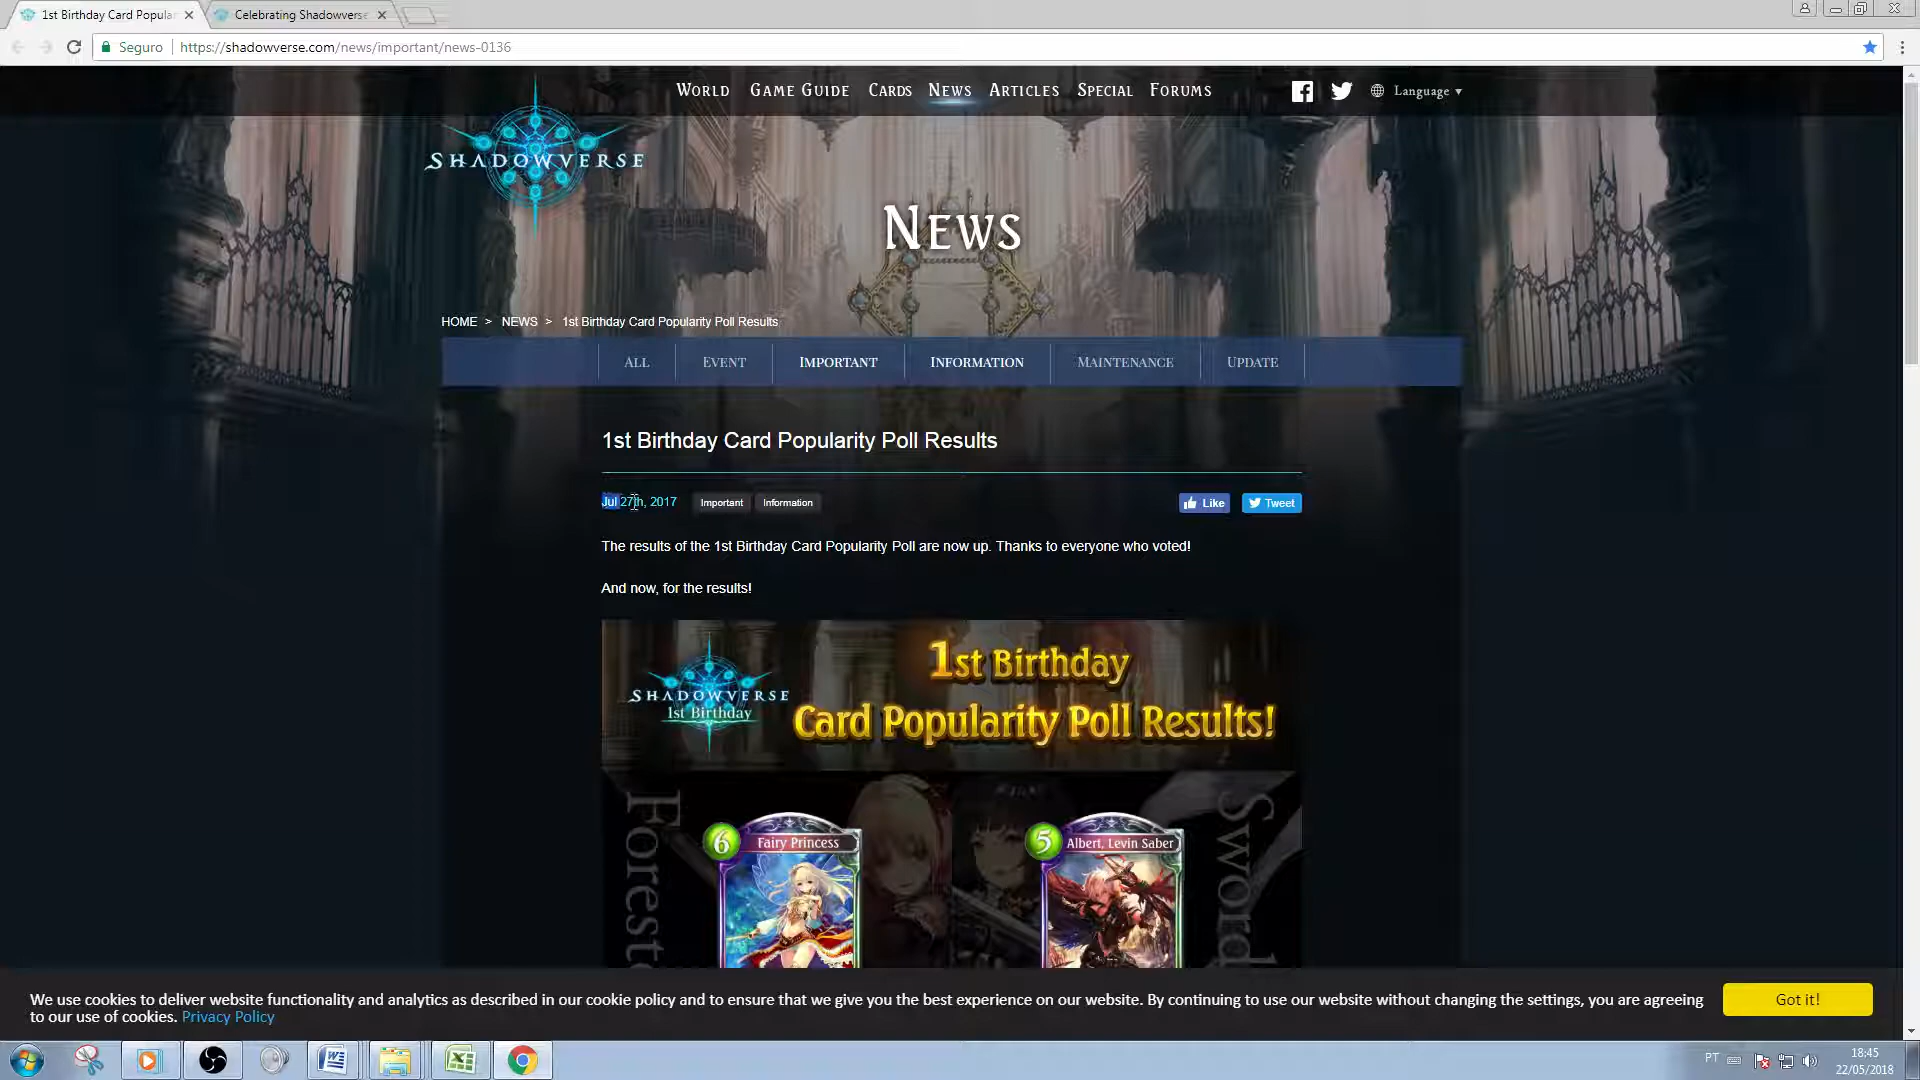 1st Birthday Card Popula
Celebrating Shadowverse
Seguro
https://shadowverse.com/news/important/news-0136
World Game Guide Cards News Articles Special Forums
Language
Shadowverse
News
HOME > NEWS > 1st Birthday Card Popularity Poll Results
All Event Important Information Maintenance Update
1st Birthday Card Popularity Poll Results
Jul 27th, 2017 Important Information Like Tweet
The results of the 1st Birthday Card Popularity Poll are now up. Thanks to everyone who voted!
And now, for the results!
Shadowverse
1st Birthday
1st Birthday
Card Popularity Poll Results!
Forest
Sword
6 Fairy Princess
5 Albert, Levin Saber
We use cookies to deliver website functionality and analytics as described in our cookie policy and to ensure that we give you the best experience on our website. By continuing to use our website without changing the settings, you are agreeing
to our use of cookies. Privacy Policy
Got it!
PT
18:45
22/05/2018